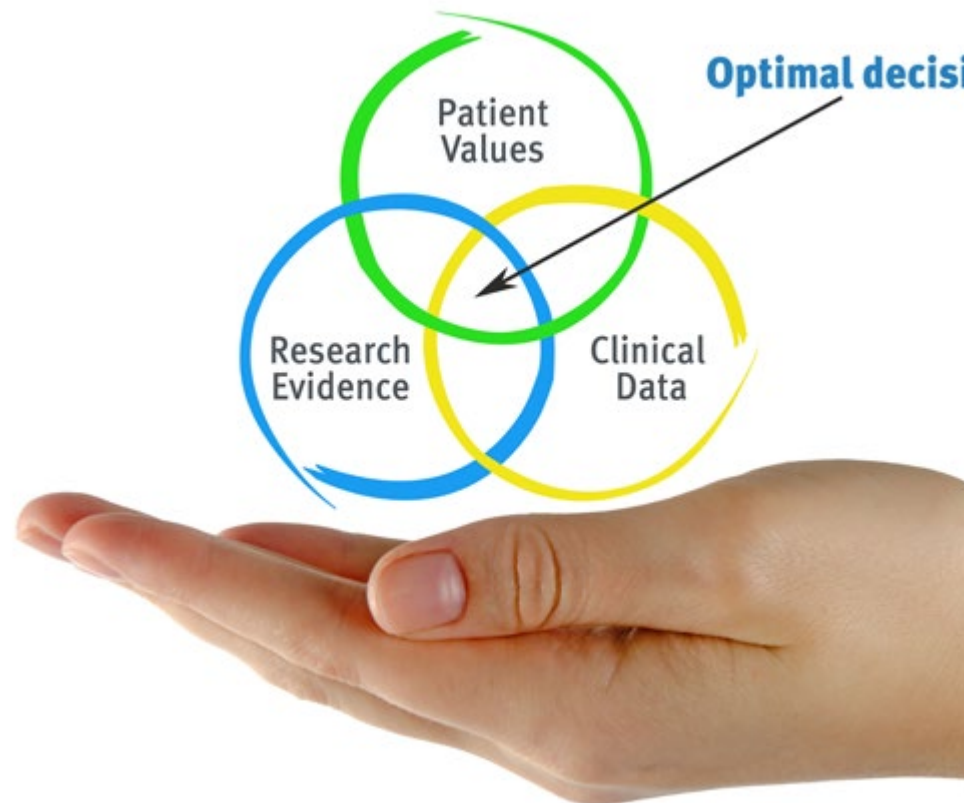 Patient
Values
Optimal decisi
Research
Evidence
Clinical
Data